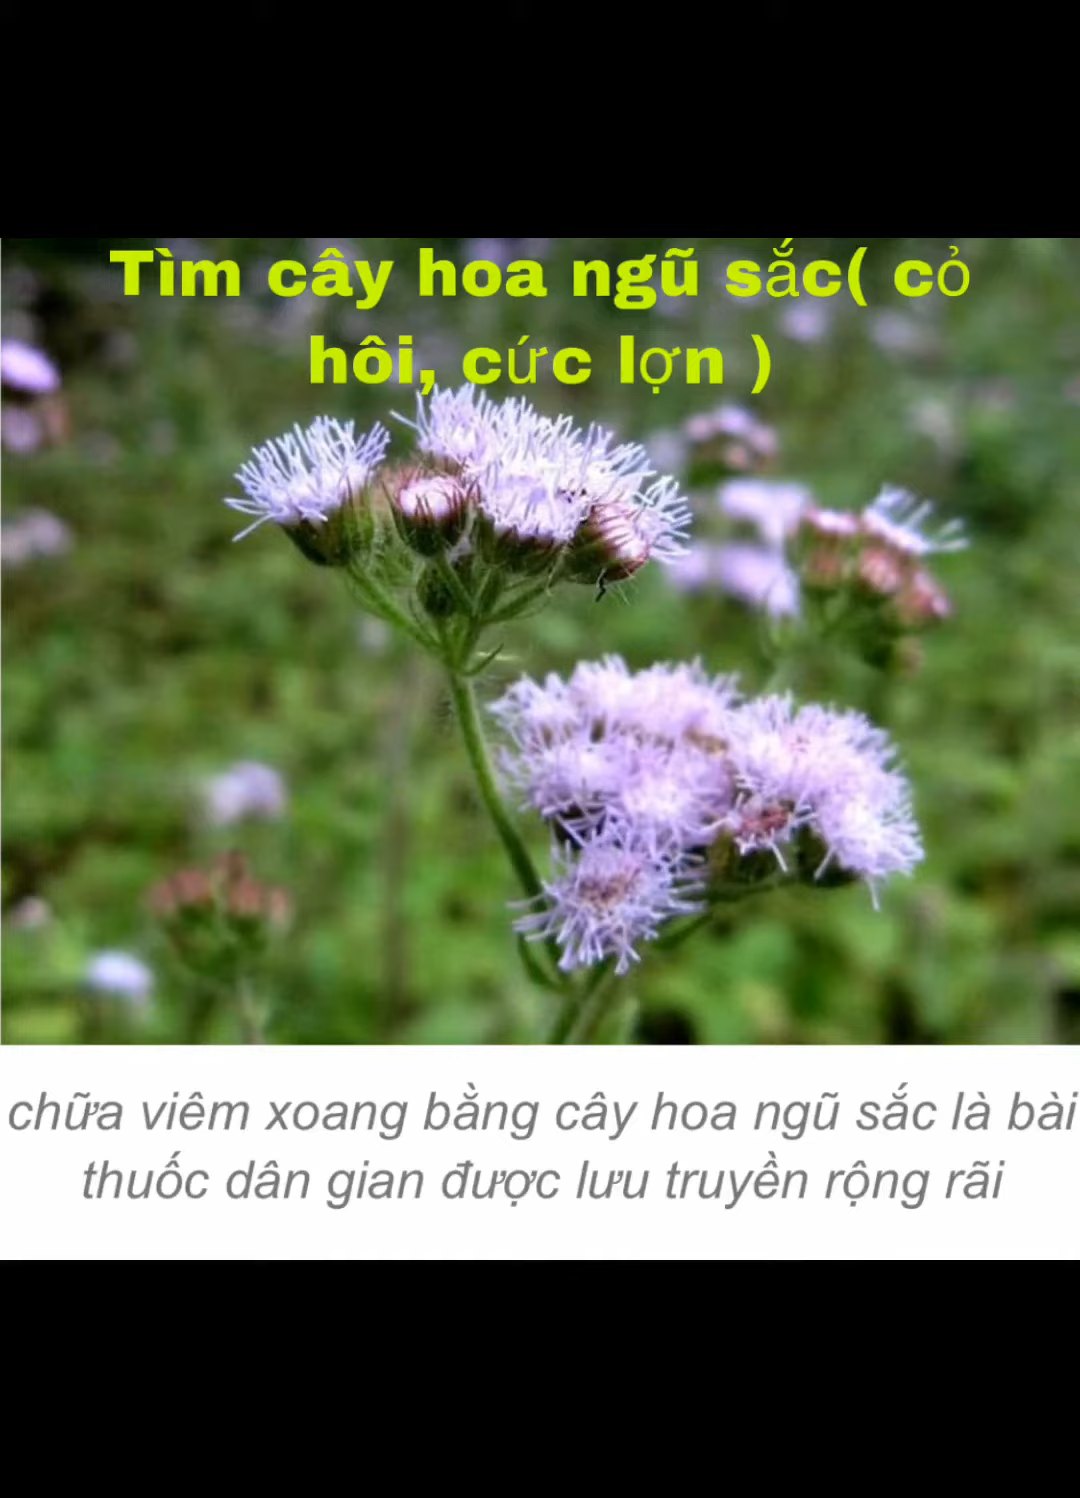 Tìm cây hoa ngũ sắc( cỏ
hôi, cức lợn )
chữa viêm xoang bằng cây hoa ngũ sắc là bài
thuốc dân gian được lưu truyền rộng rãi